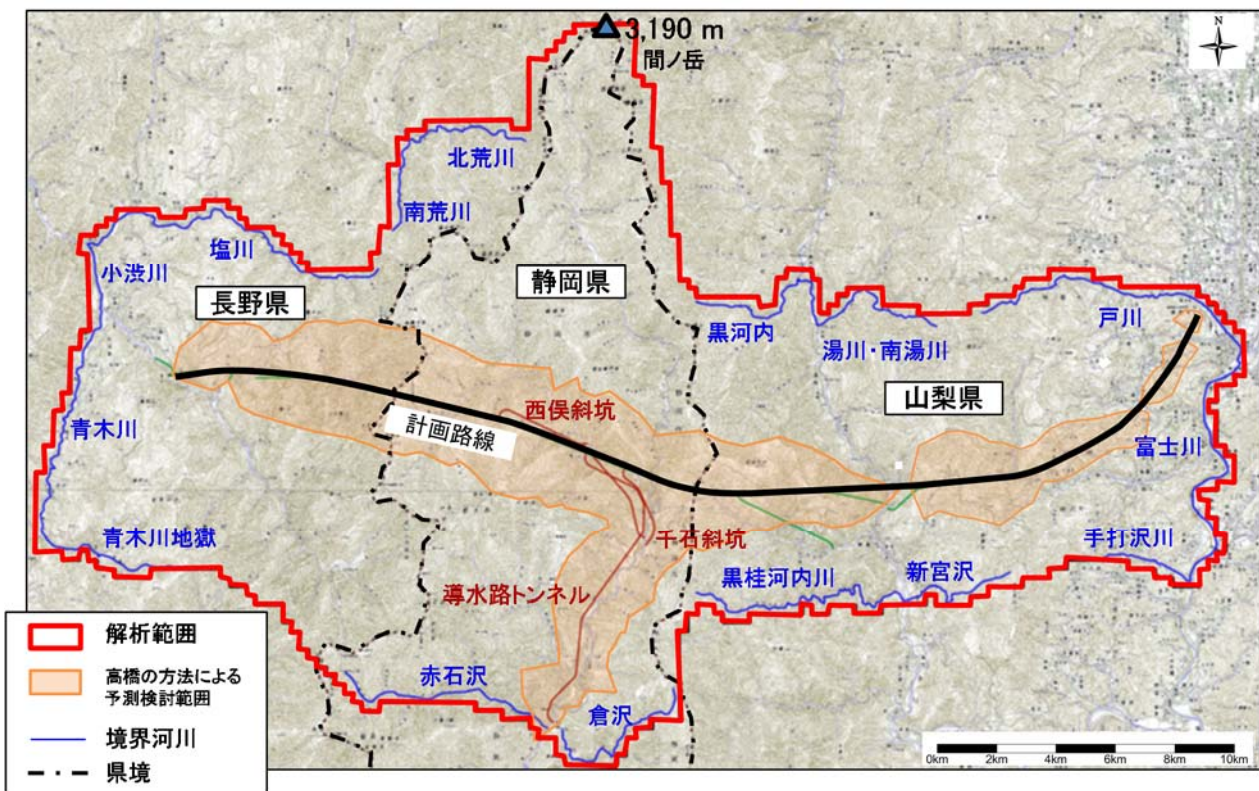 N
3,190 m
間ノ岳
北荒川
南荒川
塩川
小渋川
静岡県
長野県
戸川
黒河内
湯川・南湯川
山梨県
西俣斜坑
計画路線
青木川
富士川
千石斜坑
青木川地獄
手打沢川
黒桂河内川
新宮沢
導水路トンネル
赤石沢
倉沢
解析範囲
高橋の方法による
予測検討範囲
境界河川
県境
0km 2km 4km 6km 8km 10km